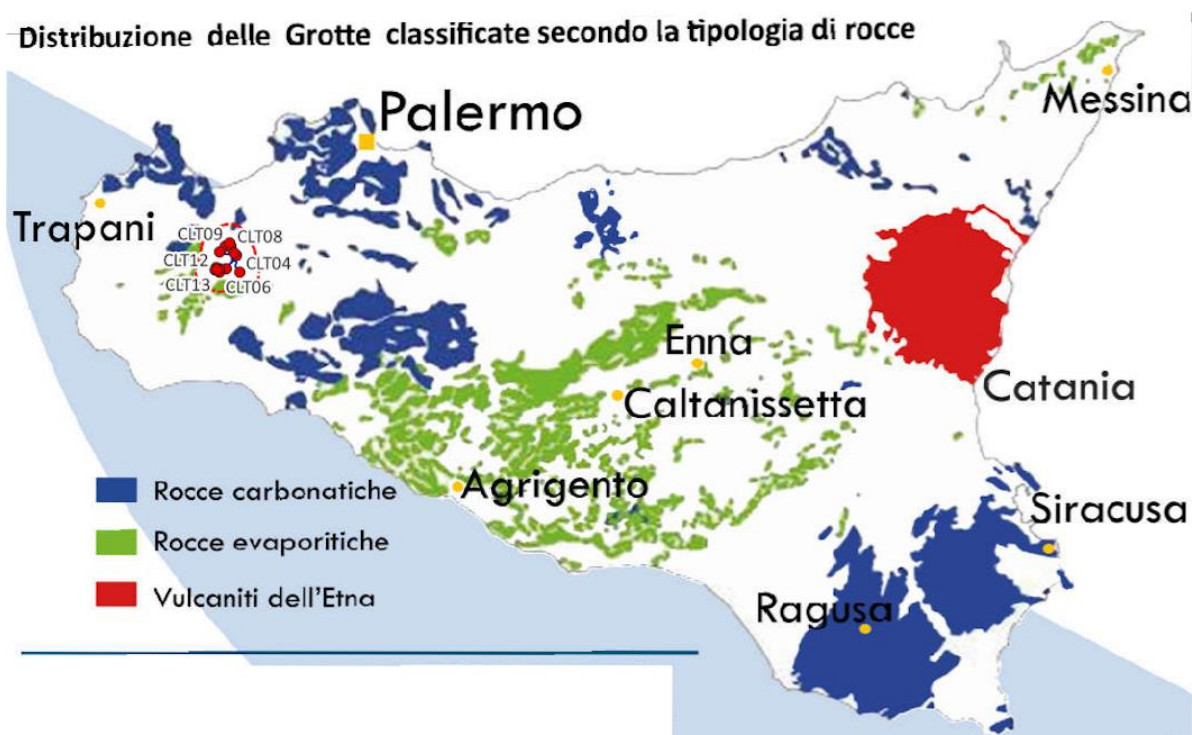 Distribuzione delle Grotte classificate secondo la tipologia di rocce
Palermo
Messina
Trapani
CLT09
CLT08
CLT12
CLT04
CLT13
CLT06
Enna
Caltanissetta
Catania
Agrigento
Siracusa
Ragusa
Rocce carbonatiche
Rocce evaporitiche
Vulcaniti dell'Etna